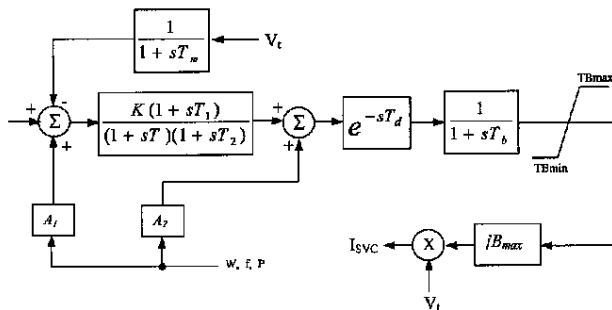 1
1 + sT_m
V_t
TBmax
+
-
Σ
+
K(1 + sT_1)
(1 + sT)(1 + sT_2)
+
Σ
+
e^{-sT_d}
1
1 + sT_b
TBmin
A_1
A_2
W, f, P
I_SVC
X
jB_max
V_t